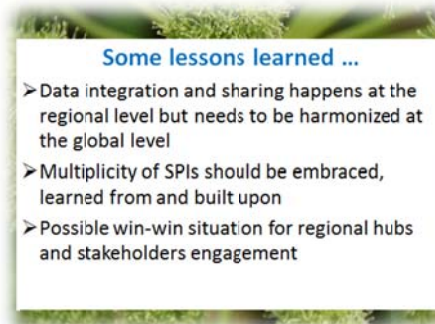 Some lessons learned ...
➢Data integration and sharing happens at the
regional level but needs to be harmonized at
the global level
➢Multiplicity of SPIs should be embraced,
learned from and built upon
➢Possible win-win situation for regional hubs
and stakeholders engagement